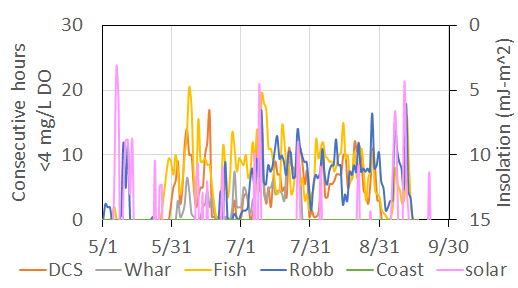 Consecutive hours
<4 mg/L DO
30
20
10
0
0
5
10
15
Insolation (mJ-m^2)
5/1 5/31 7/1 7/31 8/31 9/30
DCS Whar Fish Robb Coast solar